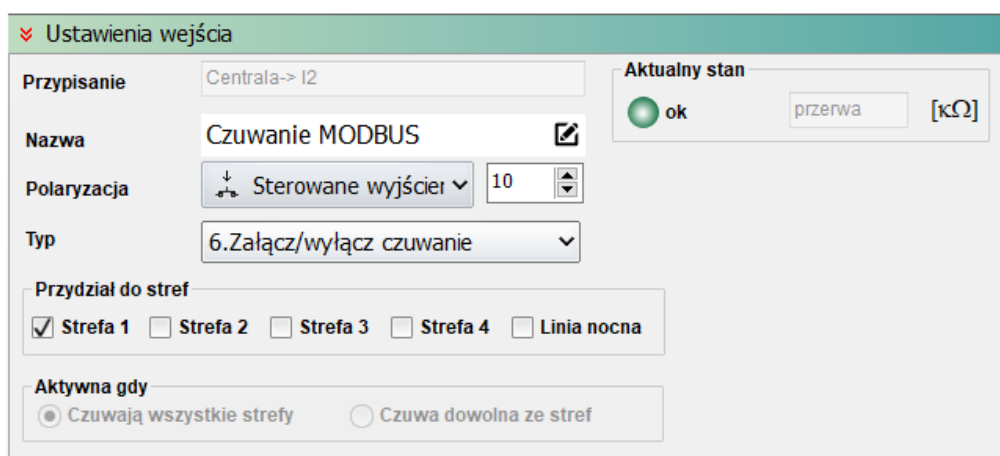 Ustawienia wejścia
Przypisanie Centrala-> I2
Aktualny stan
ok przerwa [κΩ]
Nazwa Czuwanie MODBUS
Polaryzacja Sterowane wyjścier 10
Typ 6.Załącz/wyłącz czuwanie
Przydział do stref
Strefa 1 Strefa 2 Strefa 3 Strefa 4 Linia nocna
Aktywna gdy
Czuwają wszystkie strefy Czuwa dowolna ze stref